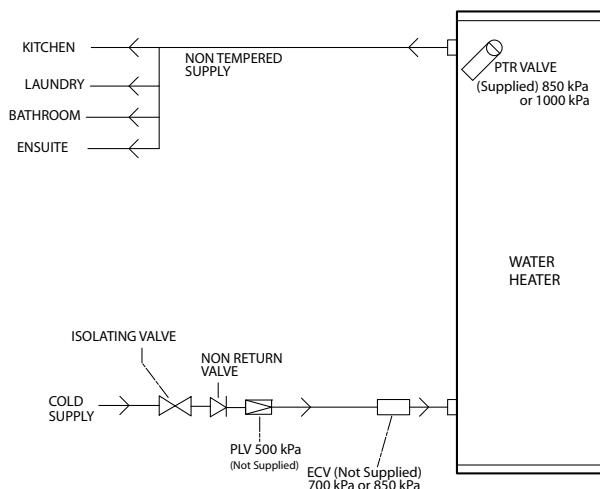 KITCHEN
NON TEMPERED
SUPPLY
LAUNDRY
BATHROOM
ENSUITE
PTR VALVE
(Supplied) 850 kPa
or 1000 kPa
WATER
HEATER
ISOLATING VALVE
NON RETURN
VALVE
COLD
SUPPLY
PLV 500 kPa
(Not Supplied)
ECV (Not Supplied)
700 kPa or 850 kPa